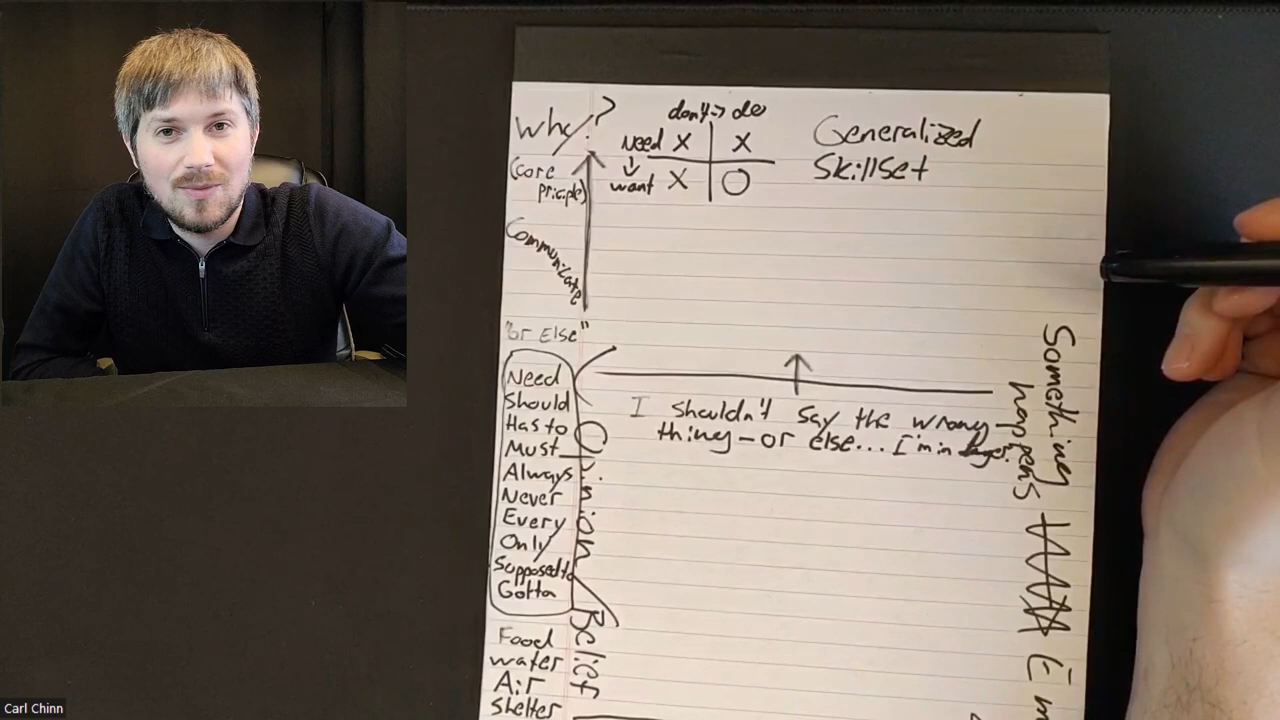 Why?
(core
priciple)
Communicate
don't -> do
Need X X
want X O
Generalized
Skillset
"or Else"
Need
Should
Has to
Must
Always
Never
Every
Only
Supposed to
Gotta
Opinion
Belief
I shouldn't say the wrong
thing - or else... I'm in
Something
happens
Food
water
Air
Shelter
Carl Chinn